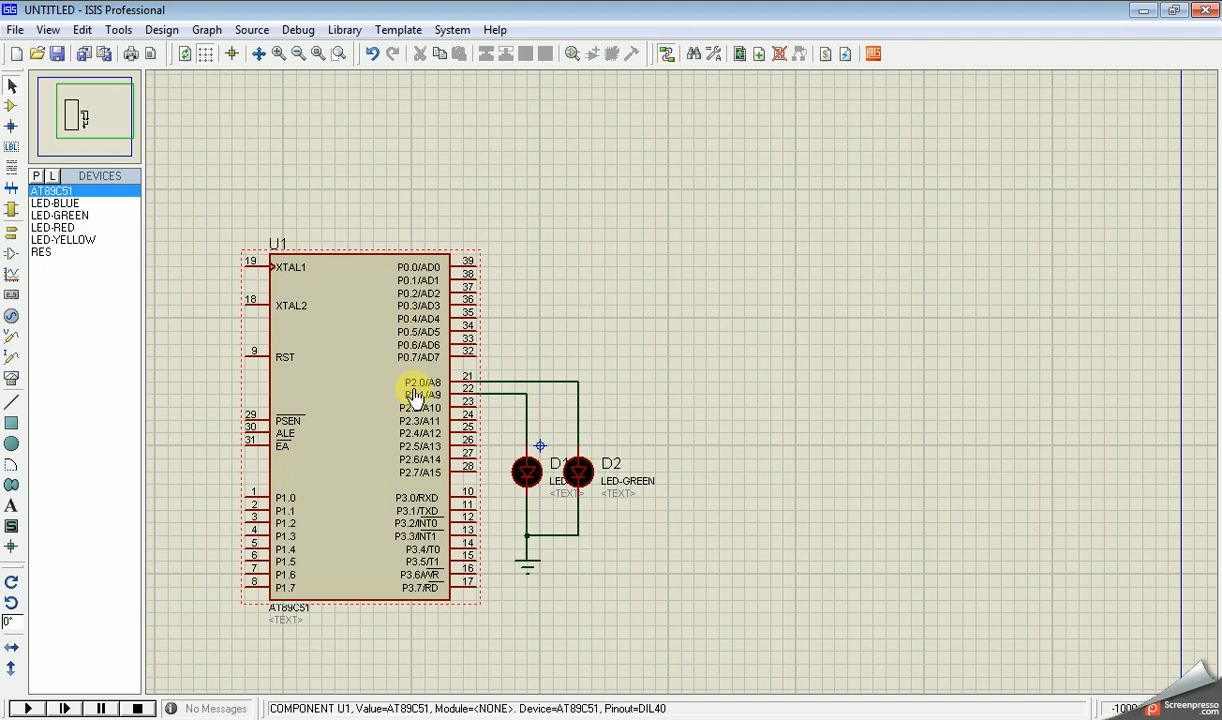 UNTITLED - ISIS Professional
File View Edit Tools Design Graph Source Debug Library Template System Help
LBL
P L DEVICES
AT89C51
LED-BLUE
LED-GREEN
LED-RED
LED-YELLOW
RES
ARES
A
S
0°
U1
19 XTAL1 P0.0/AD0 39
P0.1/AD1 38
P0.2/AD2 37
18 XTAL2 P0.3/AD3 36
P0.4/AD4 35
P0.5/AD5 34
P0.6/AD6 33
9 RST P0.7/AD7 32
P2.0/A8 21
22
23
29 PSEN P2.3/A11 24
30 ALE P2.4/A12 25
31 EA P2.5/A13 26
P2.6/A14 27
P2.7/A15 28
1 P1.0 P3.0/RXD 10
2 P1.1 P3.1/TXD 11
3 P1.2 P3.2/INT0 12
4 P1.3 P3.3/INT1 13
5 P1.4 P3.4/T0 14
6 P1.5 P3.5/T1 15
7 P1.6 P3.6/WR 16
8 P1.7 P3.7/RD 17
AT89C51
<TEXT>
D1
<TEXT>
D2
LED-GREEN
<TEXT>
No Messages
COMPONENT U1, Value=AT89C51, Module=<NONE>. Device=AT89C51, Pinout=DIL40
Screenpresso
.com